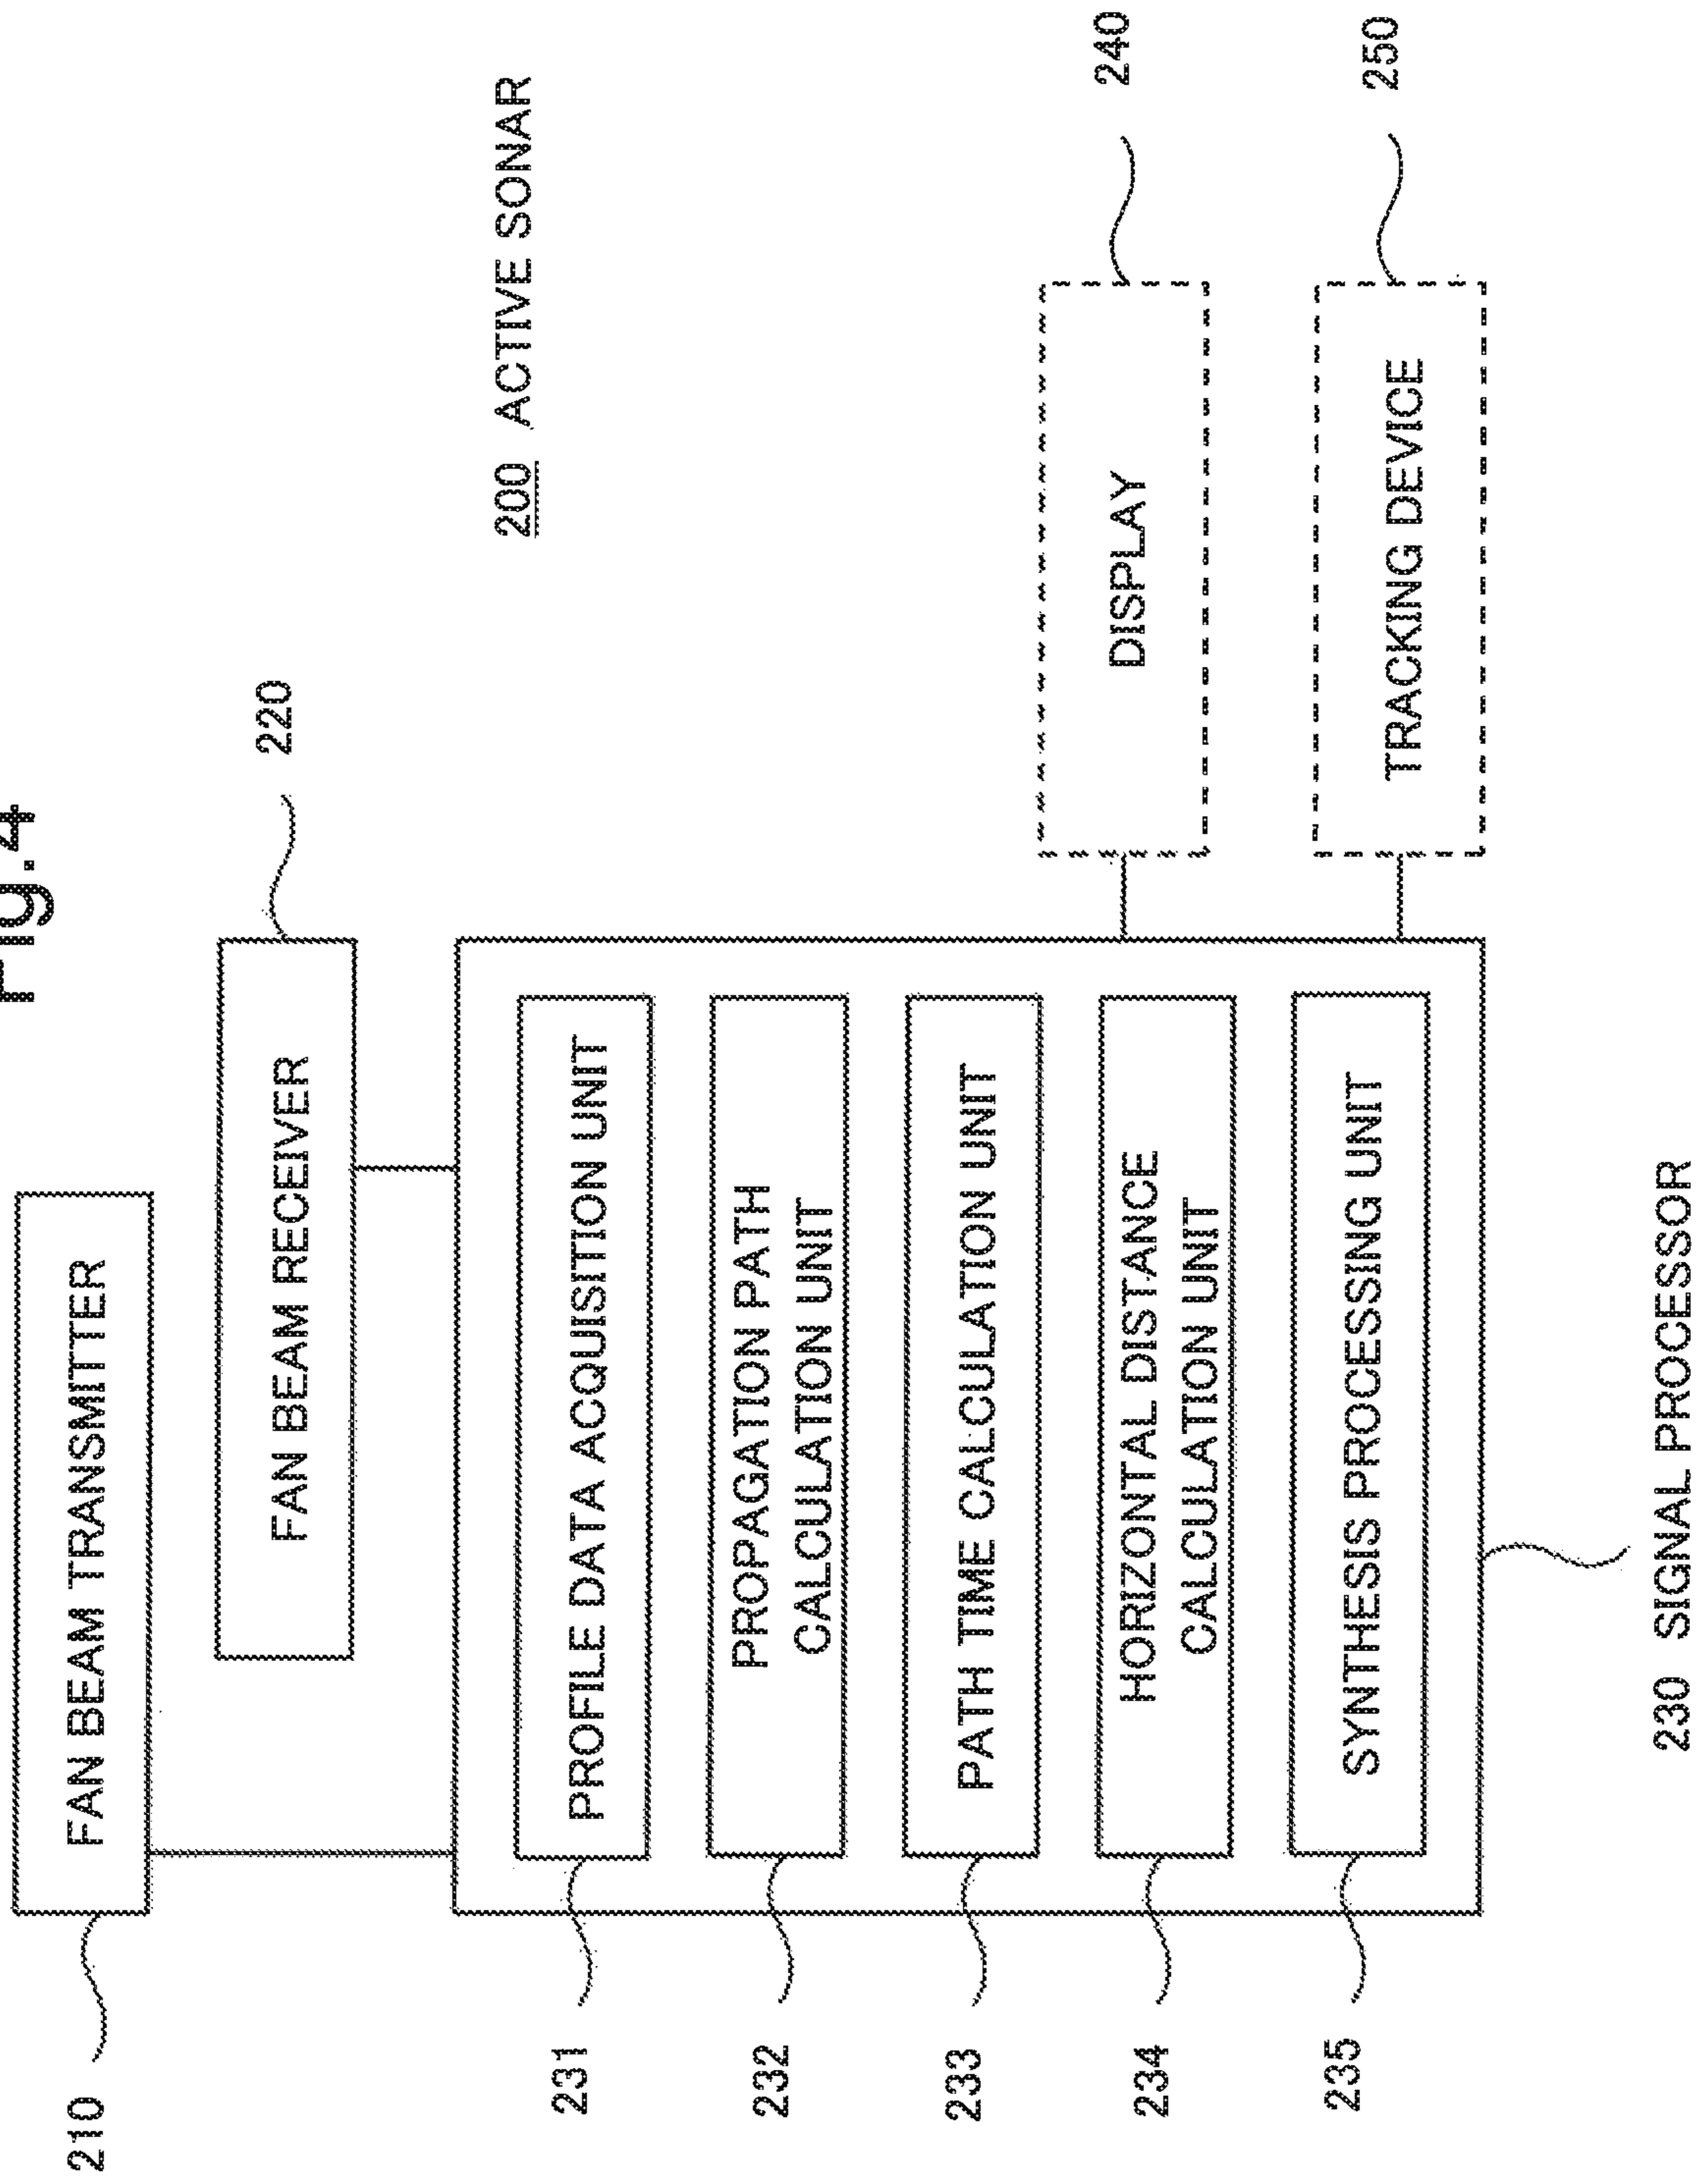 Fig.4
210
FAN BEAM TRANSMITTER
220
FAN BEAM RECEIVER
200 ACTIVE SONAR
231
PROFILE DATA ACQUISITION UNIT
232
PROPAGATION PATH
CALCULATION UNIT
233
PATH TIME CALCULATION UNIT
234
HORIZONTAL DISTANCE
CALCULATION UNIT
235
SYNTHESIS PROCESSING UNIT
DISPLAY
240
TRACKING DEVICE
250
230 SIGNAL PROCESSOR